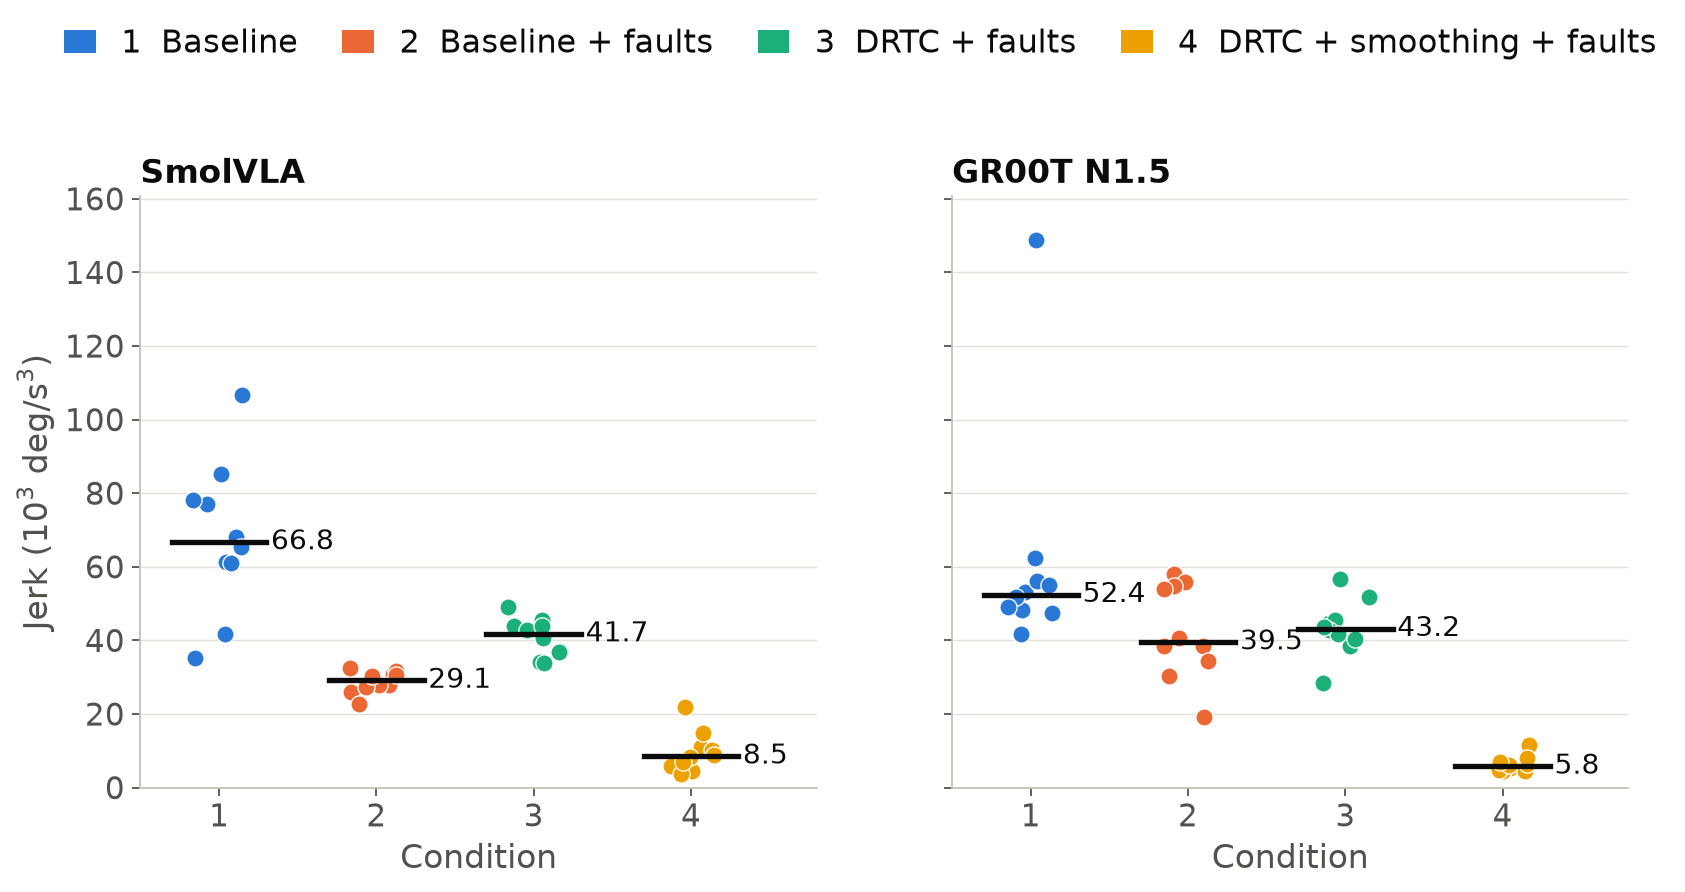 1 Baseline 2 Baseline + faults 3 DRTC + faults 4 DRTC + smoothing + faults
SmolVLA
Jerk (10³ deg/s³)
160
140
120
100
80
60
40
20
0
66.8
29.1
41.7
8.5
1 2 3 4
Condition
GR00T N1.5
52.4
39.5
43.2
5.8
1 2 3 4
Condition